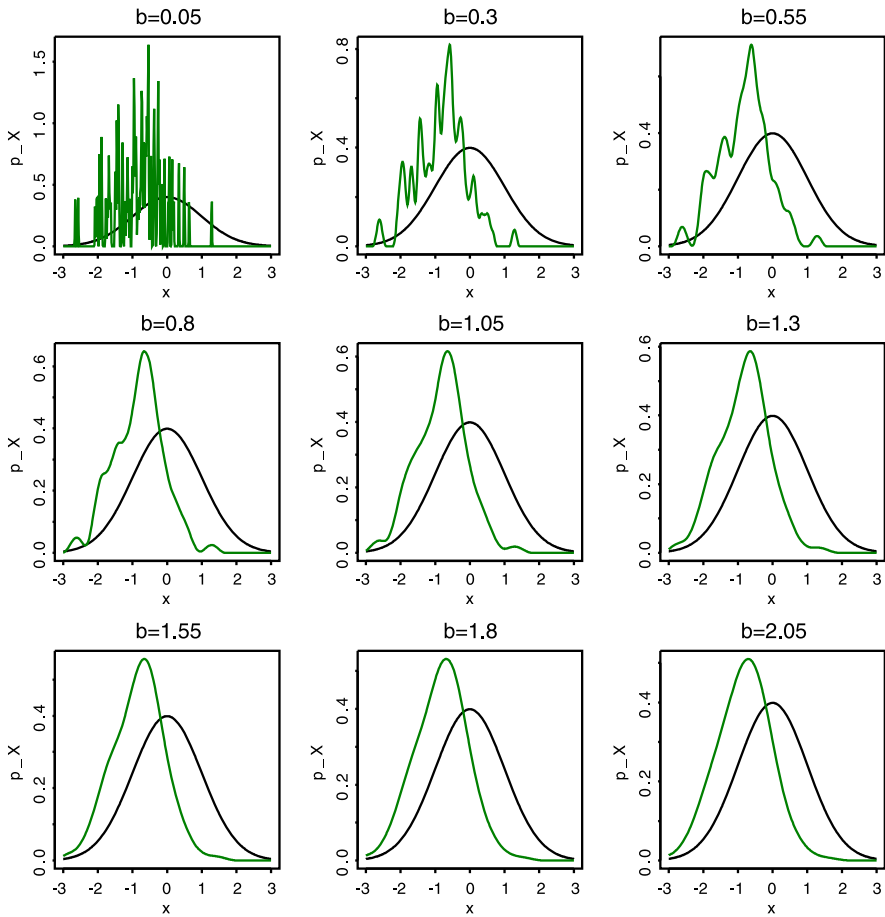 b=0.05
p_X
0.0 0.5 1.0 1.5
-3 -2 -1 0 1 2 3
x
b=0.3
p_X
0.0 0.4 0.8
-3 -2 -1 0 1 2 3
x
b=0.55
p_X
0.0 0.4
-3 -2 -1 0 1 2 3
x
b=0.8
p_X
0.0 0.2 0.4 0.6
-3 -2 -1 0 1 2 3
x
b=1.05
p_X
0.0 0.2 0.4 0.6
-3 -2 -1 0 1 2 3
x
b=1.3
p_X
0.0 0.2 0.4 0.6
-3 -2 -1 0 1 2 3
x
b=1.55
p_X
0.0 0.2 0.4
-3 -2 -1 0 1 2 3
x
b=1.8
p_X
0.0 0.2 0.4
-3 -2 -1 0 1 2 3
x
b=2.05
p_X
0.0 0.2 0.4
-3 -2 -1 0 1 2 3
x